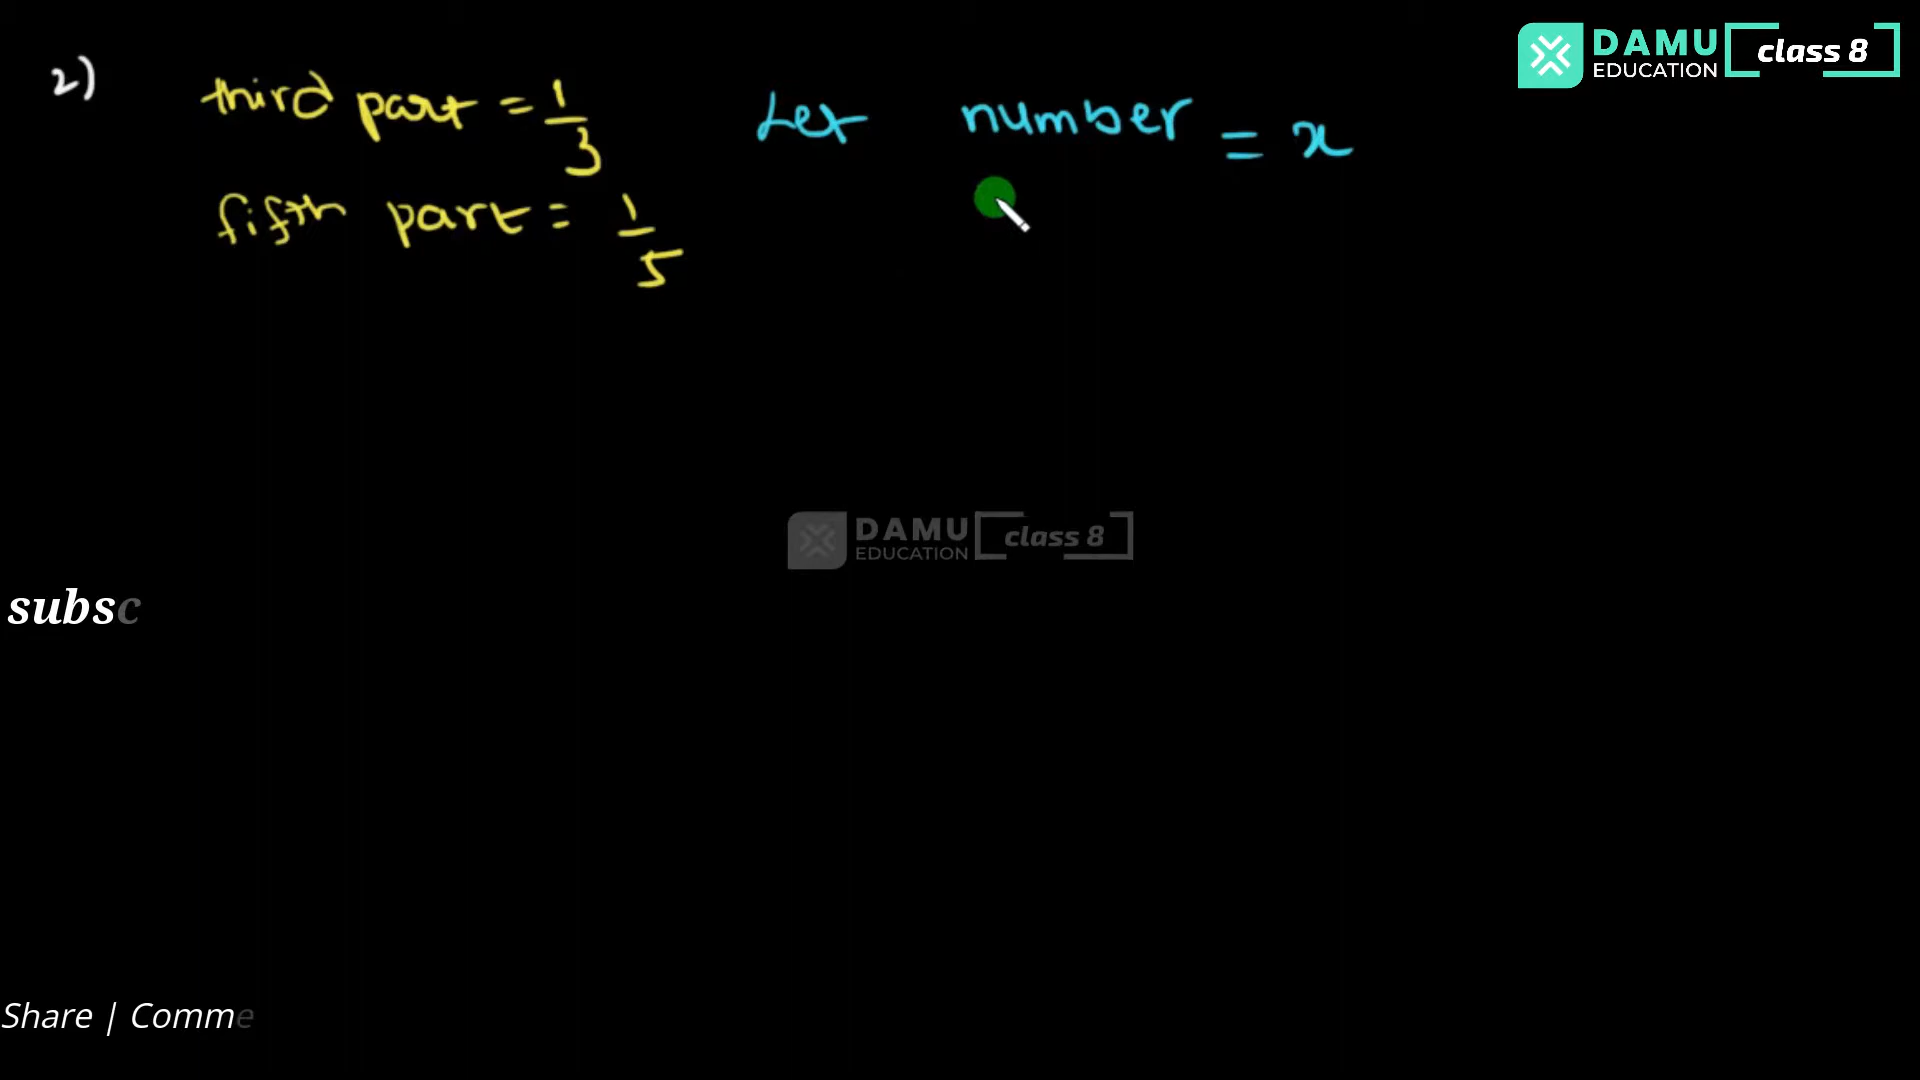 2) third part = 1/3 Let number = x
fifth part = 1/5
DAMU EDUCATION class 8
DAMU EDUCATION class 8
subsc
Share | Comme